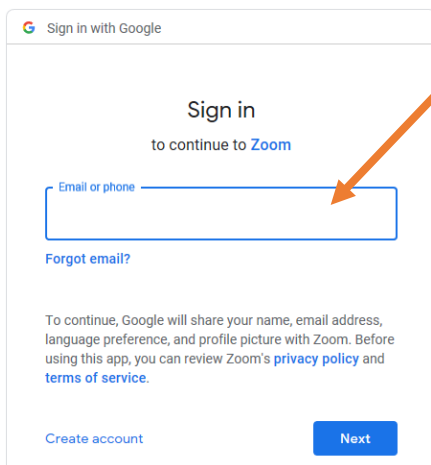 Sign in with Google
Sign in
to continue to Zoom
Email or phone
Forgot email?
To continue, Google will share your name, email address,
language preference, and profile picture with Zoom. Before
using this app, you can review Zoom's privacy policy and
terms of service.
Create account
Next